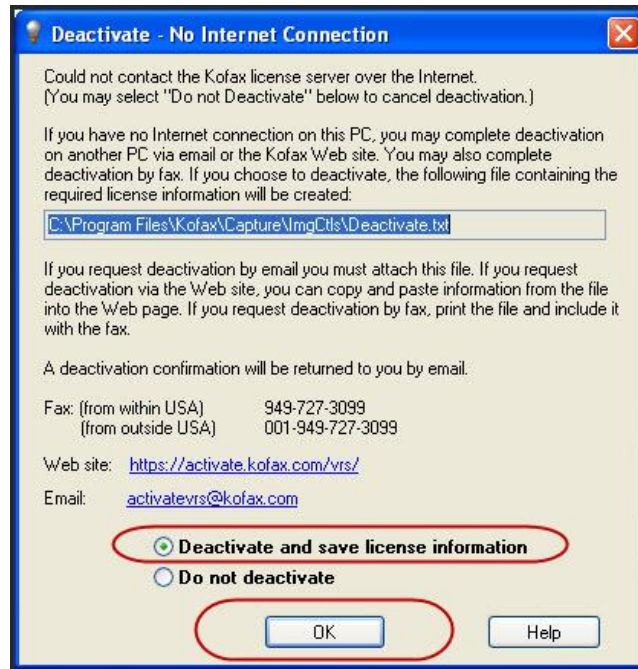 Deactivate - No Internet Connection
Could not contact the Kofax license server over the Internet.
(You may select "Do not Deactivate" below to cancel deactivation.)
If you have no Internet connection on this PC, you may complete deactivation
on another PC via email or the Kofax Web site. You may also complete
deactivation by fax. If you choose to deactivate, the following file containing the
required license information will be created:
C:\Program Files\Kofax\Capture\ImgCtls\Deactivate.txt
If you request deactivation by email you must attach this file. If you request
deactivation via the Web site, you can copy and paste information from the file
into the Web page. If you request deactivation by fax, print the file and include it
with the fax.
A deactivation confirmation will be returned to you by email.
Fax: (from within USA) 949-727-3099
(from outside USA) 001-949-727-3099
Web site: https://activate.kofax.com/vrs/
Email: activatevrs@kofax.com
Deactivate and save license information
Do not deactivate
OK Help